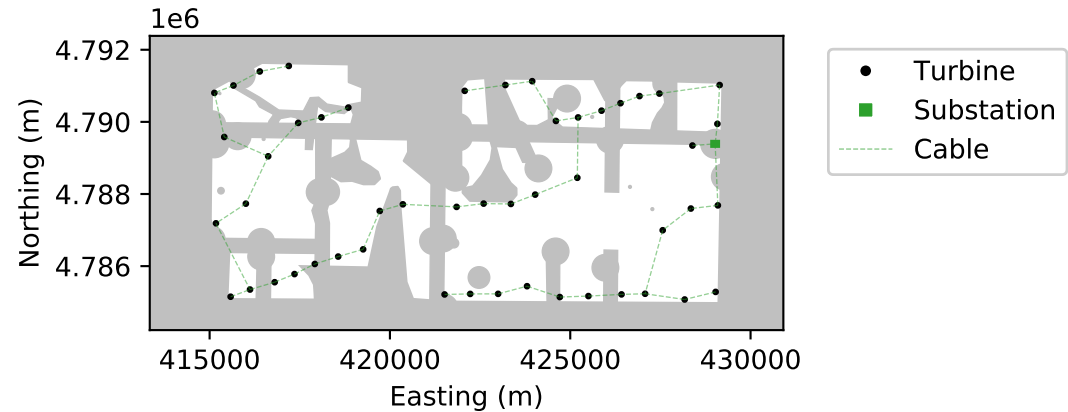 1e6
4.792
4.790
4.788
4.786
Northing (m)
415000 420000 425000 430000
Easting (m)
Turbine
Substation
Cable